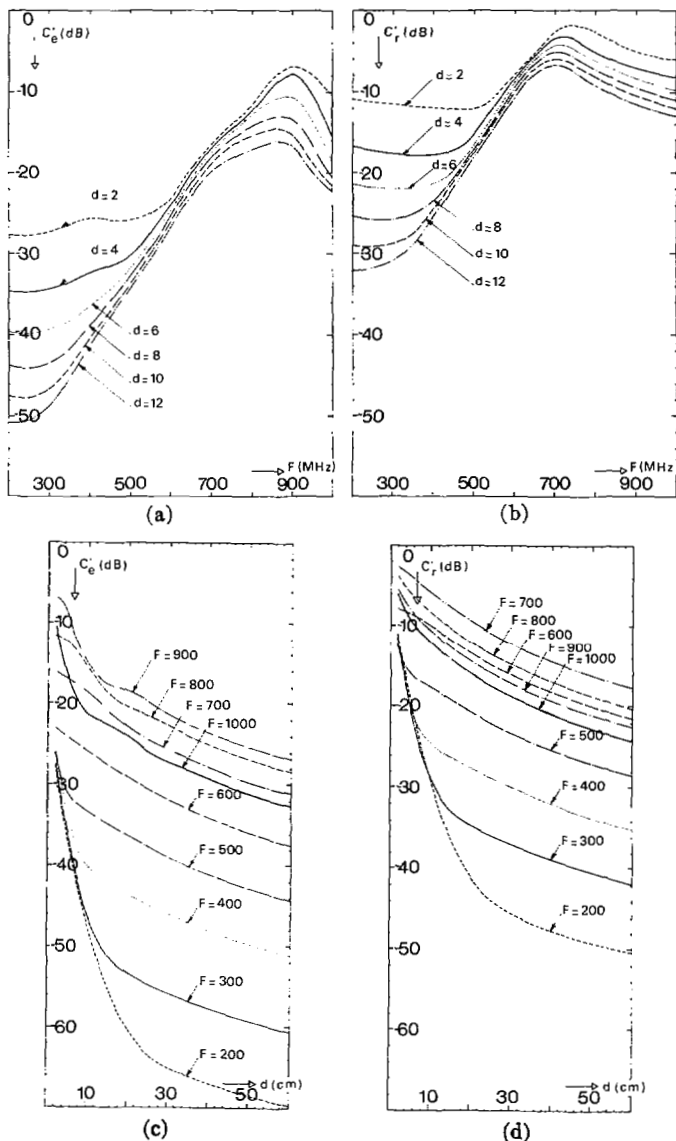 0
C'e (dB)
-10
-20
d = 2
d = 4
-30
-40
d = 6
d = 8
d = 10
d = 12
-50
F (MHz)
300 500 700 900
(a)
0
C'r (dB)
-10
d = 2
d = 4
-20
d = 6
d = 8
d = 10
-30
d = 12
-40
-50
F (MHz)
300 500 700 900
(b)
0
C'e (dB)
-10
F = 900
F = 800
F = 700
F = 1000
-20
-30
F = 600
F = 500
-40
F = 400
-50
F = 300
-60
F = 200
10 30 50
d (cm)
(c)
0
C'r (dB)
F = 700
F = 800
F = 600
F = 900
F = 1000
-10
-20
F = 500
F = 400
-30
F = 300
-40
F = 200
-50
-60
10 30 50
d (cm)
(d)